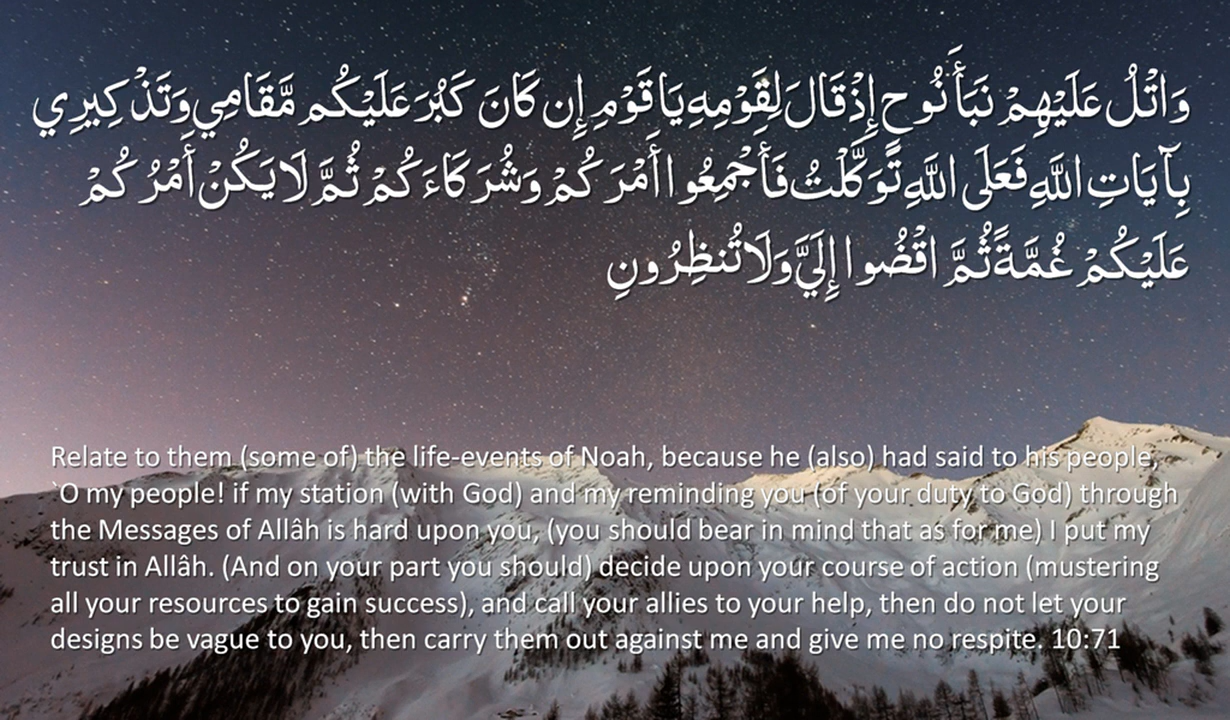 وَاتْلُ عَلَيْهِمْ نَبَأَ نُوحٍ إِذْ قَالَ لِقَوْمِهِ يَا قَوْمِ إِن كَانَ كَبُرَ عَلَيْكُم مَّقَامِي وَتَذْكِيرِي
بِآيَاتِ اللَّهِ فَعَلَى اللَّهِ تَوَكَّلْتُ فَأَجْمِعُوا أَمْرَكُمْ وَشُرَكَاءَكُمْ ثُمَّ لَا يَكُنْ أَمْرُكُمْ
عَلَيْكُمْ غُمَّةً ثُمَّ اقْضُوا إِلَيَّ وَلَا تُنظِرُونِ
Relate to them (some of) the life-events of Noah, because he (also) had said to his people,
`O my people! if my station (with God) and my reminding you (of your duty to God) through
the Messages of Allâh is hard upon you, (you should bear in mind that as for me) I put my
trust in Allâh. (And on your part you should) decide upon your course of action (mustering
all your resources to gain success), and call your allies to your help, then do not let your
designs be vague to you, then carry them out against me and give me no respite. 10:71